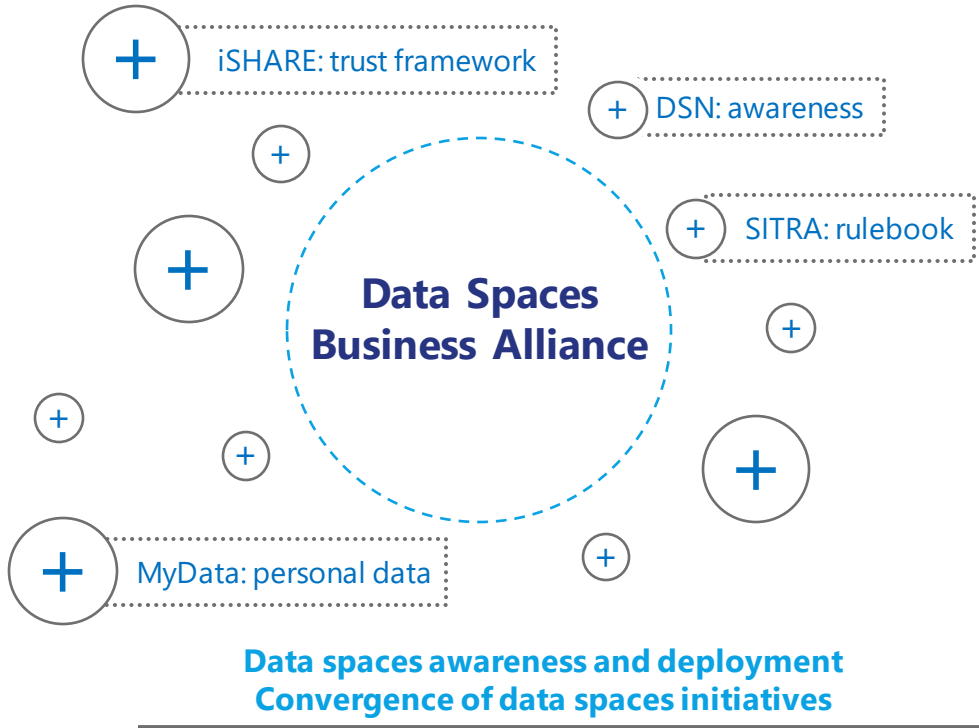 + iSHARE: trust framework
+ DSN: awareness
+
+ SITRA: rulebook
+
Data Spaces
Business Alliance
+
+
+
+
+
+ MyData: personal data
Data spaces awareness and deployment
Convergence of data spaces initiatives